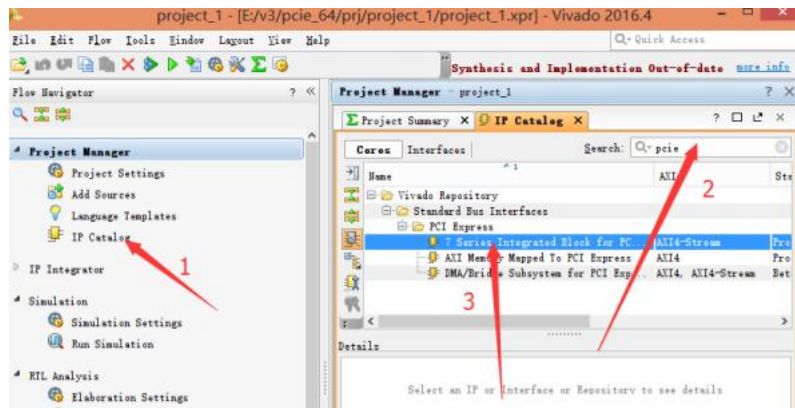 project_1 - [E:/v3/pcie_64/prj/project_1/project_1.xpr] - Vivado 2016.4
File Edit Flow Tools Window Layout View Help
Quick Access
Synthesis and Implementation Out-of-date more info
Flow Navigator
Project Manager - project_1
Project Summary
IP Catalog
Project Manager
Project Settings
Add Sources
Language Templates
IP Catalog
1
IP Integrator
Simulation
Simulation Settings
Run Simulation
RTL Analysis
Elaboration Settings
Cores Interfaces Search: pcie
2
Name AXI Sta
Vivado Repository
Standard Bus Interfaces
PCI Express
7 Series Integrated Block for PC... AXI4-Stream Pro
AXI Memory Mapped To PCI Express AXI4 Pro
DMA/Bridge Subsystem for PCI Exp... AXI4, AXI4-Stream Bet
3
Details
Select an IP or Interface or Repository to see details